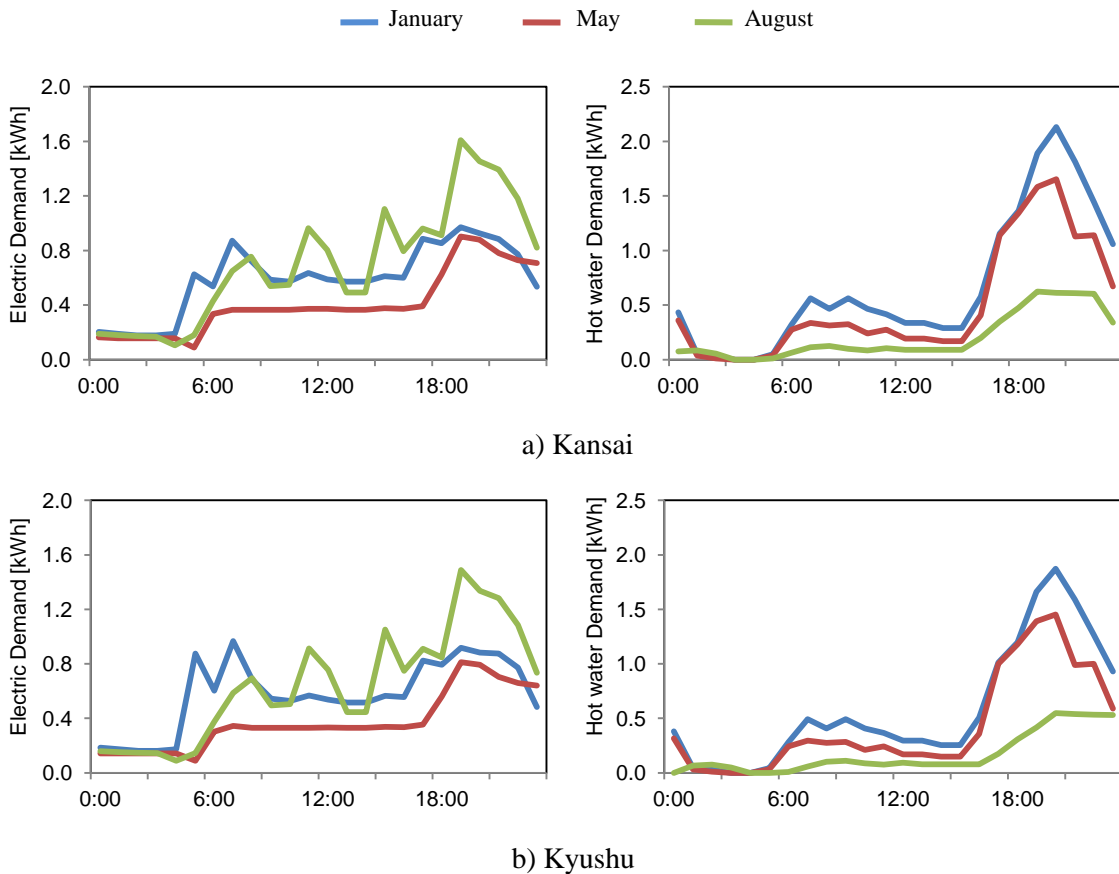 January May August
Electric Demand [kWh]
2.0
1.6
1.2
0.8
0.4
0.0
0:00 6:00 12:00 18:00
Hot water Demand [kWh]
2.5
2.0
1.5
1.0
0.5
0.0
0:00 6:00 12:00 18:00
a) Kansai
Electric Demand [kWh]
2.0
1.6
1.2
0.8
0.4
0.0
0:00 6:00 12:00 18:00
Hot water Demand [kWh]
2.5
2.0
1.5
1.0
0.5
0.0
0:00 6:00 12:00 18:00
b) Kyushu